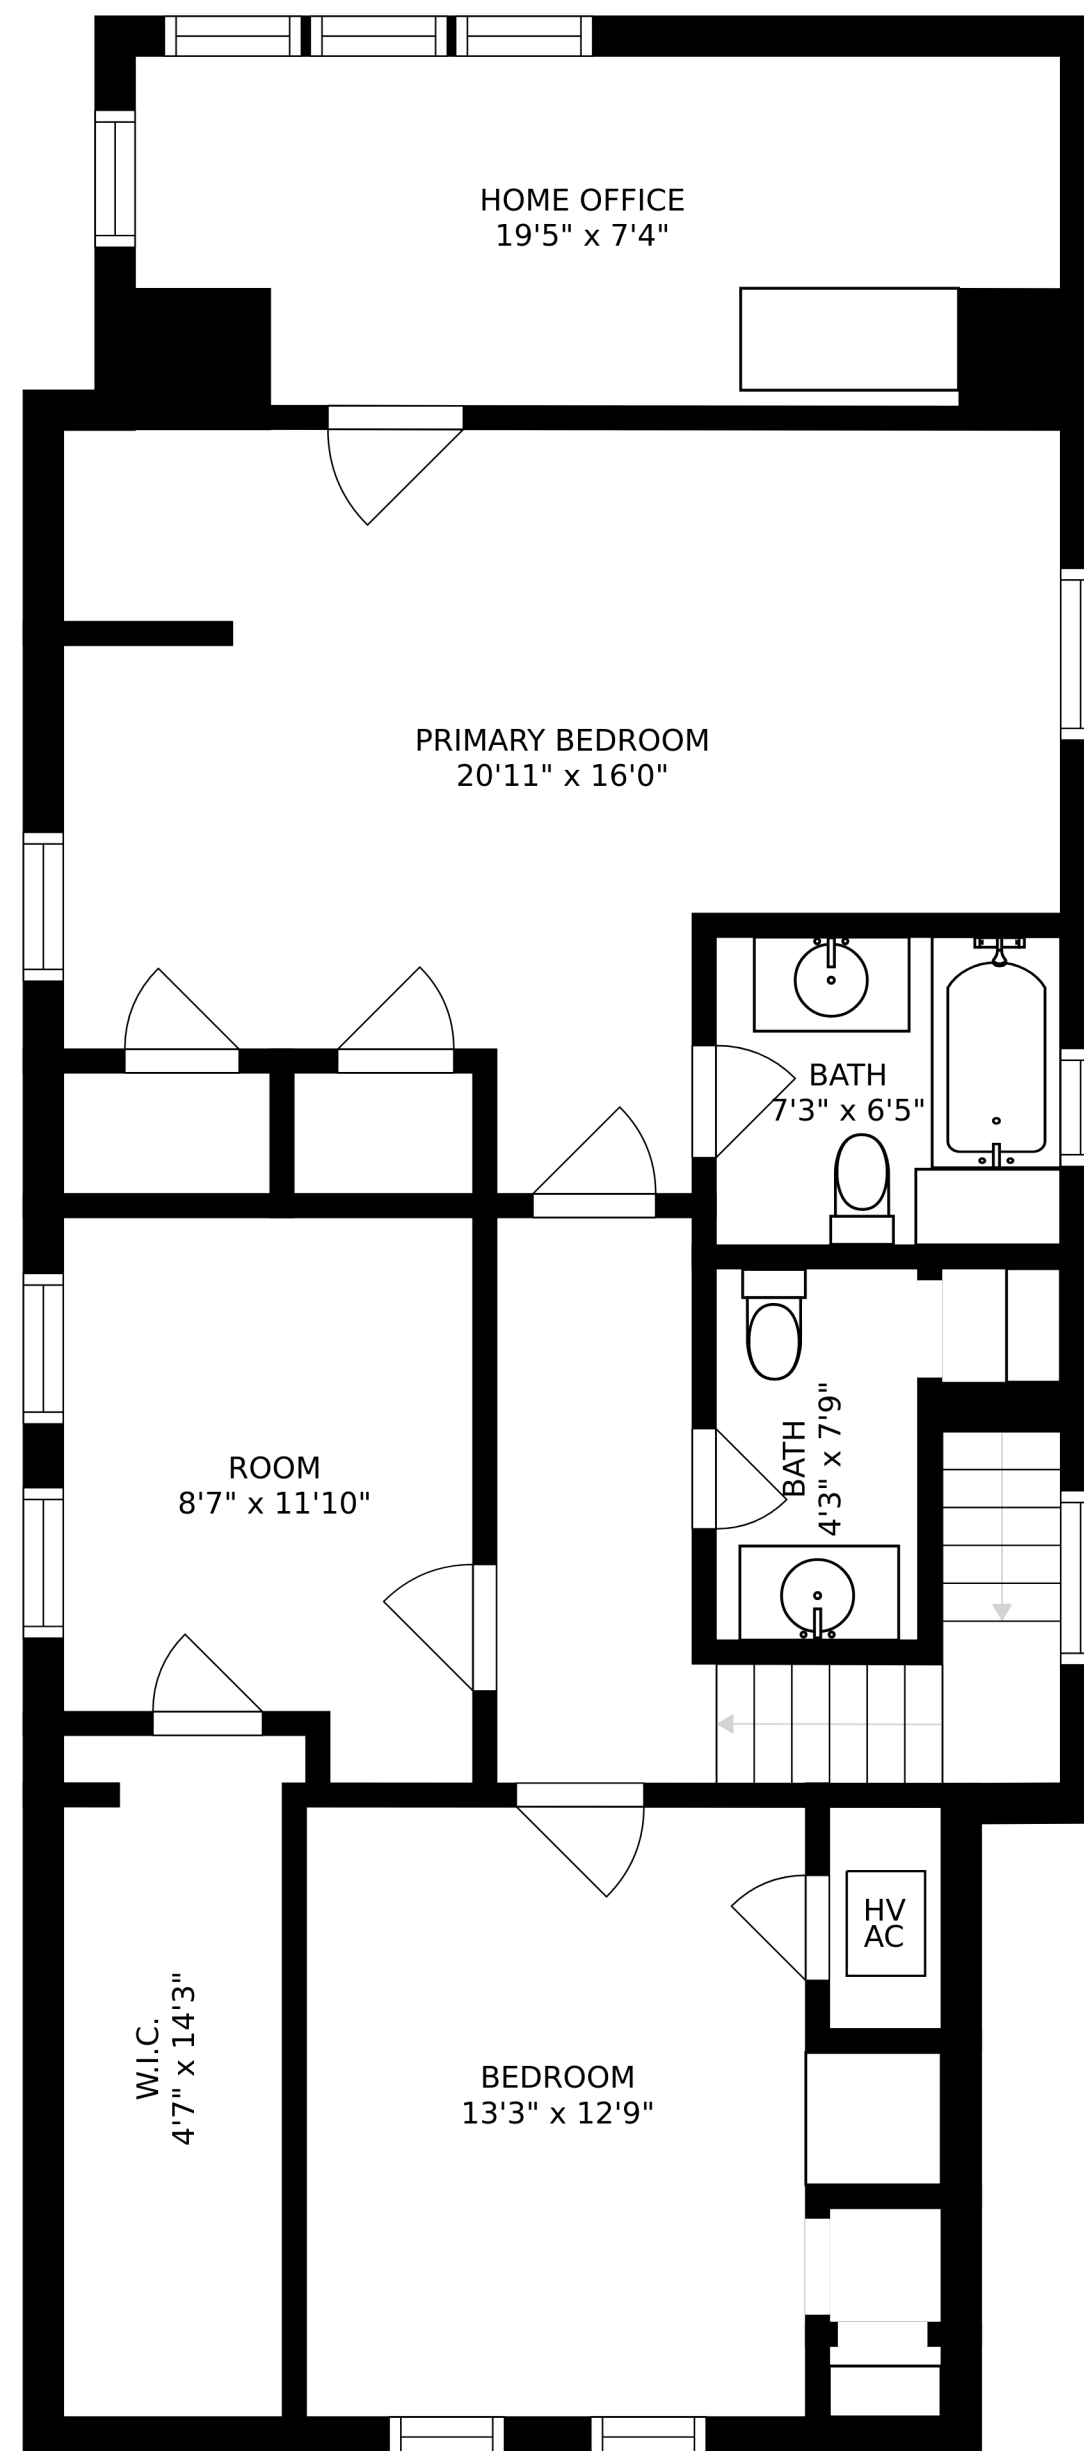 HOME OFFICE
19'5" x 7'4"
PRIMARY BEDROOM
20'11" x 16'0"
BATH
7'3" x 6'5"
BATH
4'3" x 7'9"
ROOM
8'7" x 11'10"
HV
AC
W.I.C.
4'7" x 14'3"
BEDROOM
13'3" x 12'9"